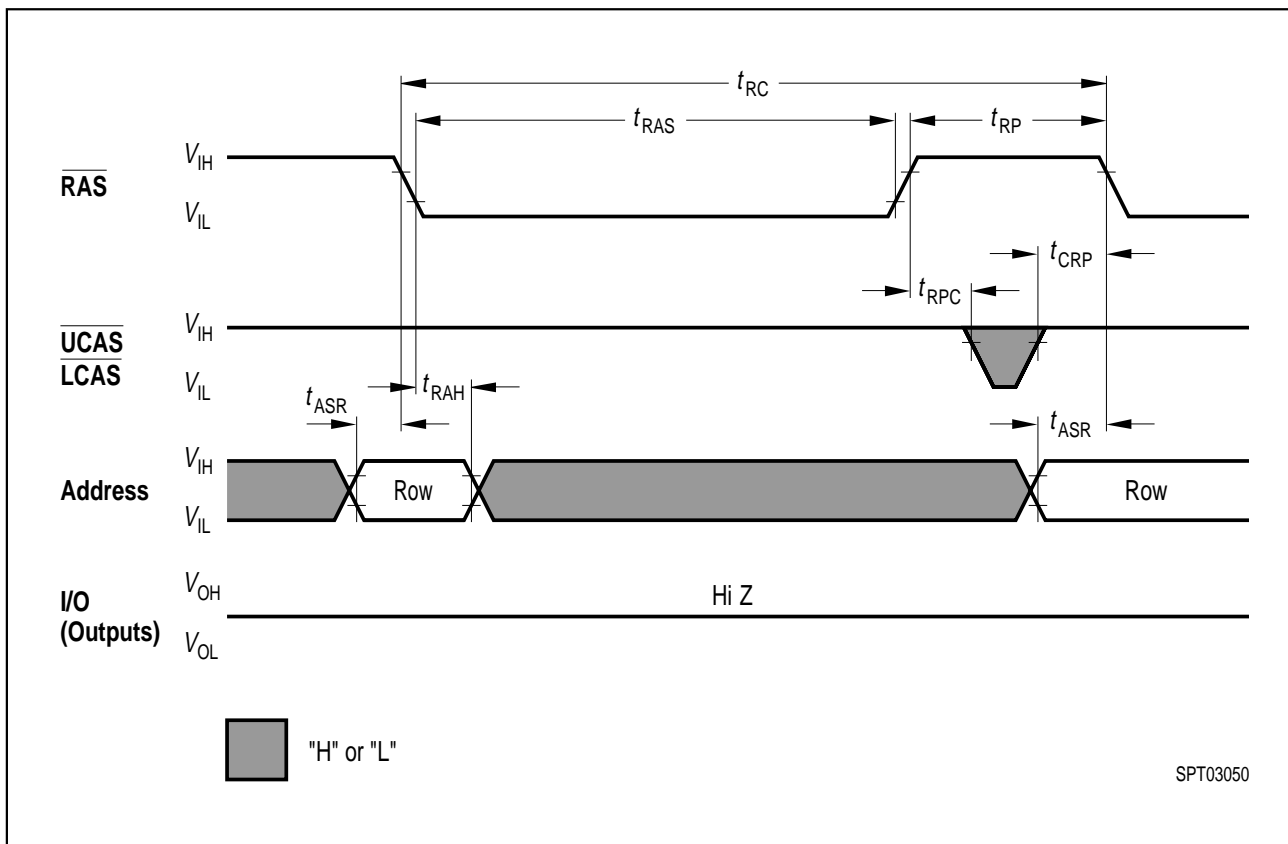 tRC
tRAS
tRP
RAS
VIH
VIL
tCRP
tRPC
UCAS
LCAS
VIH
VIL
tASR
tRAH
tASR
Address
VIH
VIL
Row
Row
I/O
(Outputs)
VOH
VOL
Hi Z
"H" or "L"
SPT03050